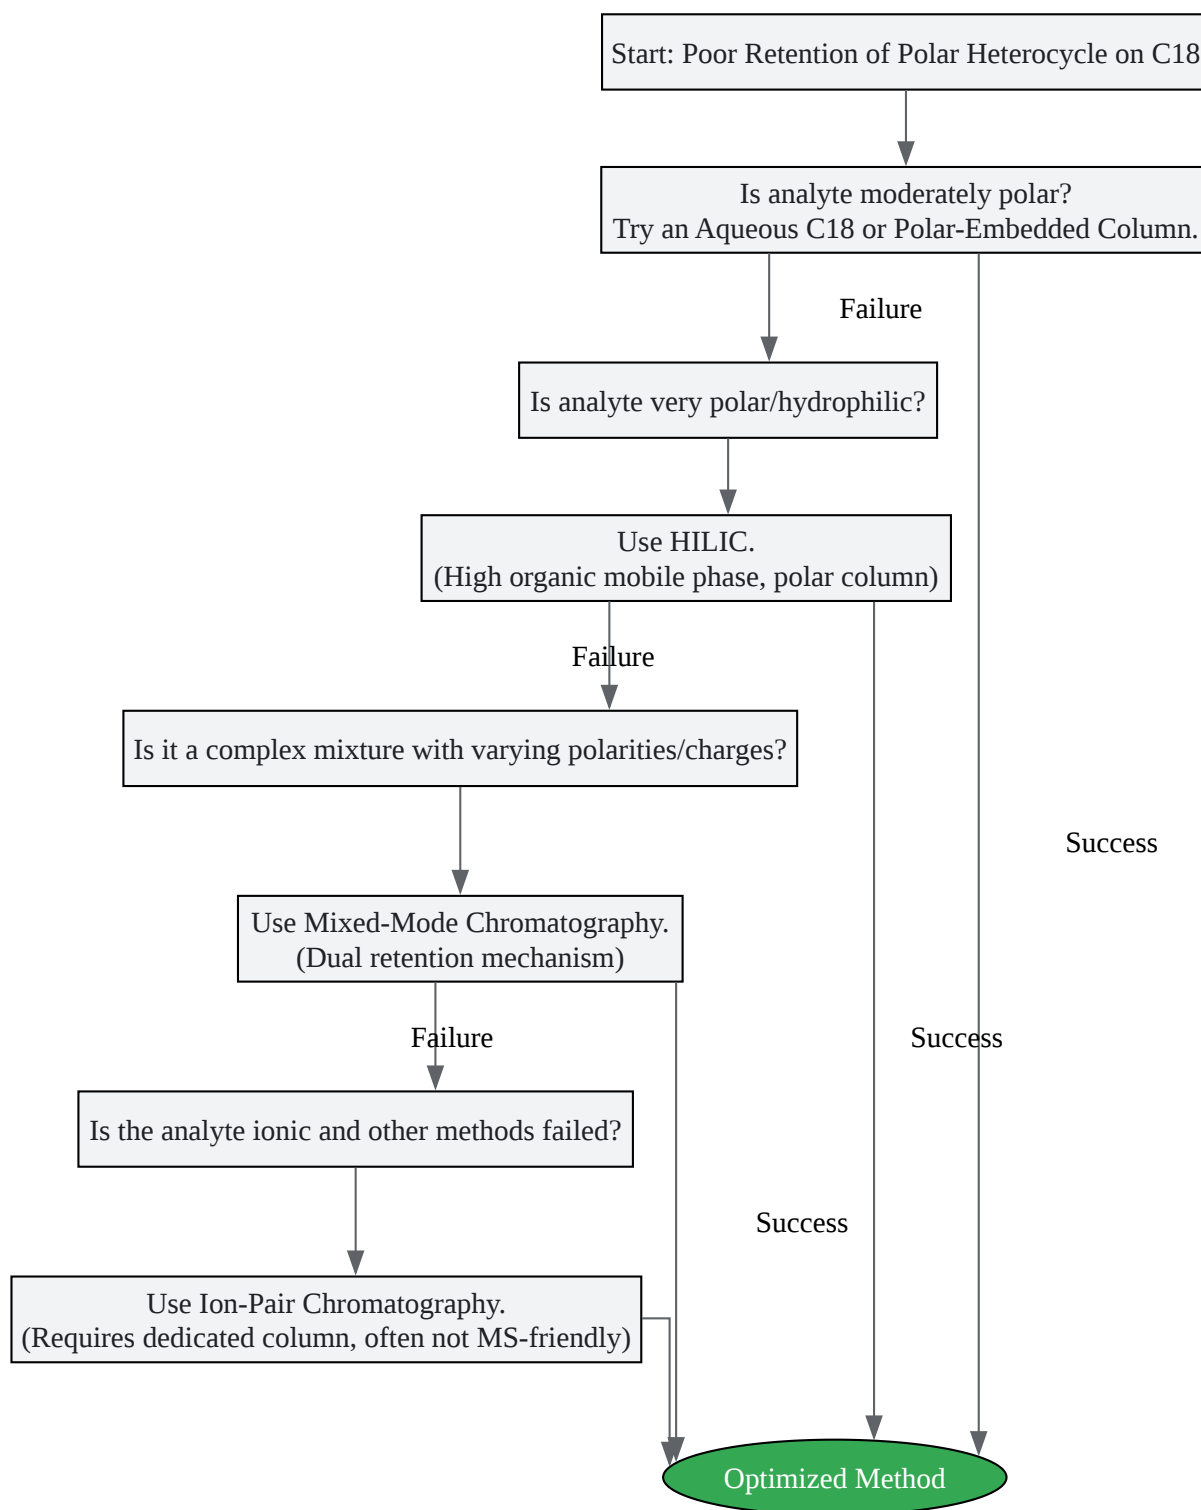 Start: Poor Retention of Polar Heterocycle on C18
Is analyte moderately polar?
Try an Aqueous C18 or Polar-Embedded Column.
Failure
Is analyte very polar/hydrophilic?
Use HILIC.
(High organic mobile phase, polar column)
Failure
Is it a complex mixture with varying polarities/charges?
Success
Use Mixed-Mode Chromatography.
(Dual retention mechanism)
Failure
Success
Is the analyte ionic and other methods failed?
Success
Use Ion-Pair Chromatography.
(Requires dedicated column, often not MS-friendly)
Optimized Method